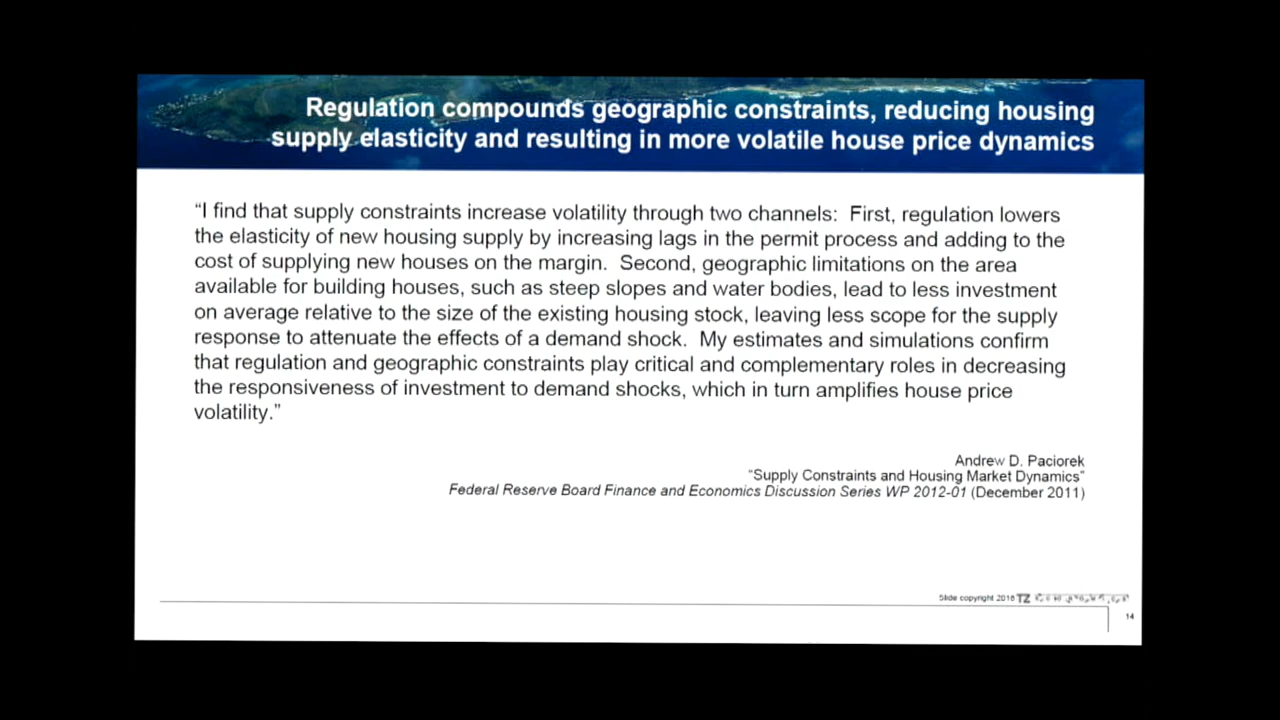 Regulation compounds geographic constraints, reducing housing
supply elasticity and resulting in more volatile house price dynamics
“I find that supply constraints increase volatility through two channels:  First, regulation lowers
the elasticity of new housing supply by increasing lags in the permit process and adding to the
cost of supplying new houses on the margin.  Second, geographic limitations on the area
available for building houses, such as steep slopes and water bodies, lead to less investment
on average relative to the size of the existing housing stock, leaving less scope for the supply
response to attenuate the effects of a demand shock.  My estimates and simulations confirm
that regulation and geographic constraints play critical and complementary roles in decreasing
the responsiveness of investment to demand shocks, which in turn amplifies house price
volatility.”
Andrew D. Paciorek
“Supply Constraints and Housing Market Dynamics”
Federal Reserve Board Finance and Economics Discussion Series WP 2012-01 (December 2011)
Slide copyright 2018 TZ
14